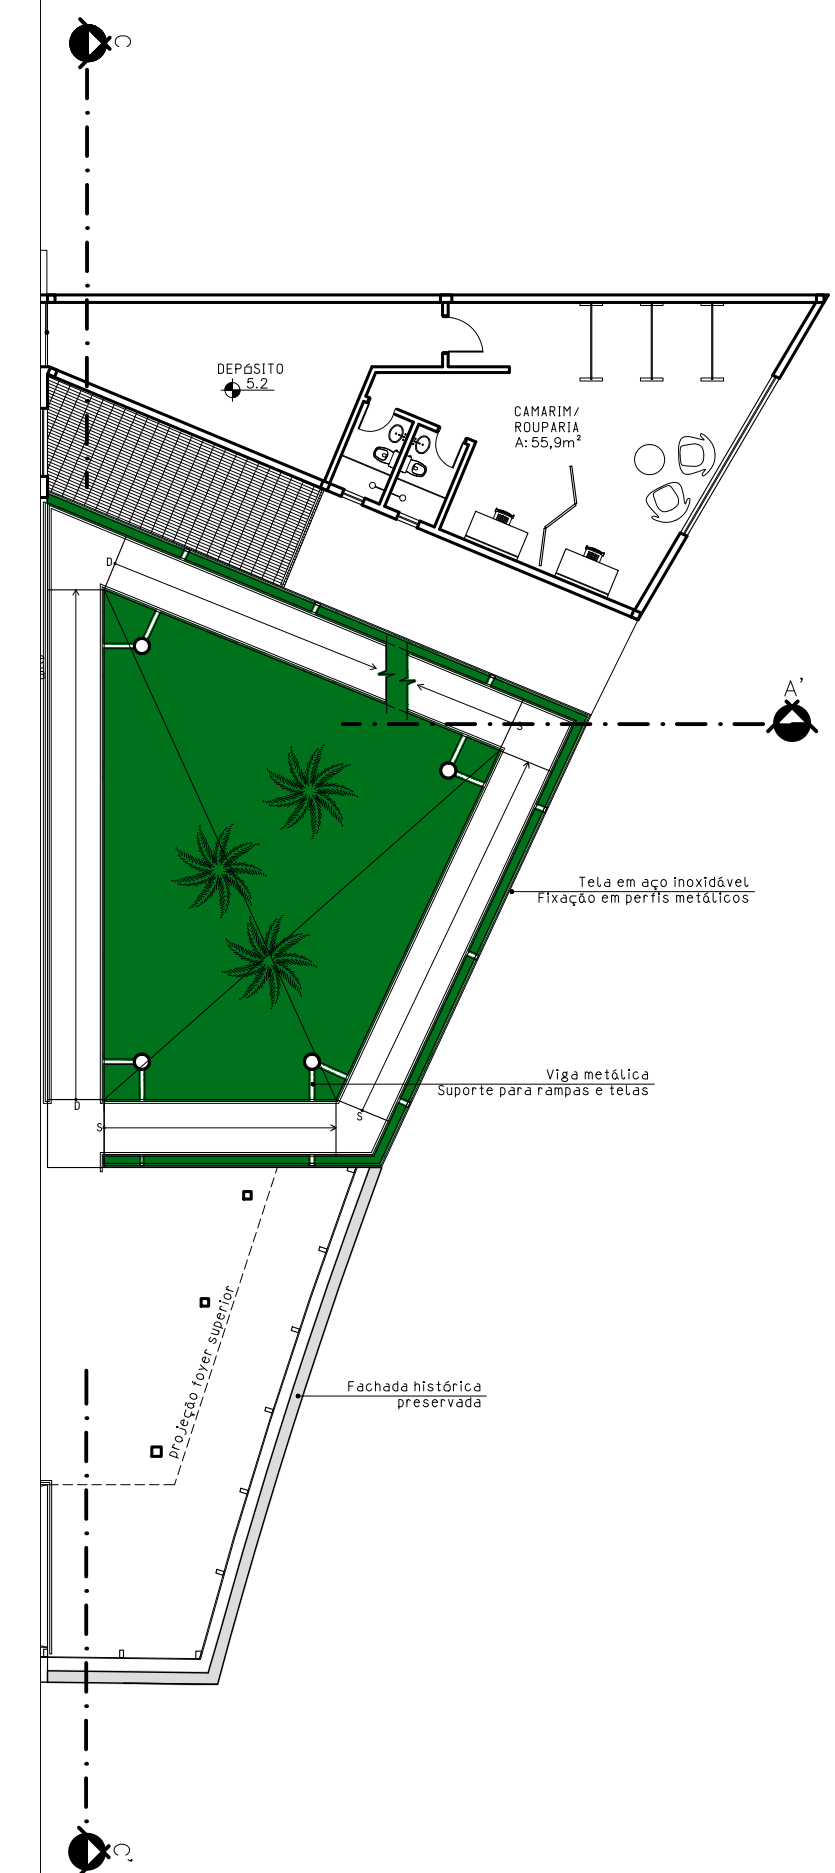 C
DEPÓSITO
5.2
CAMARIM/
ROUPARIA
A: 55,9m²
D
A'
S
Tela em aço inoxidável
Fixação em perfis metálicos
Viga metálica
Suporte para rampas e telas
D
S
S
projeção foyer superior
Fachada histórica
preservada
C'